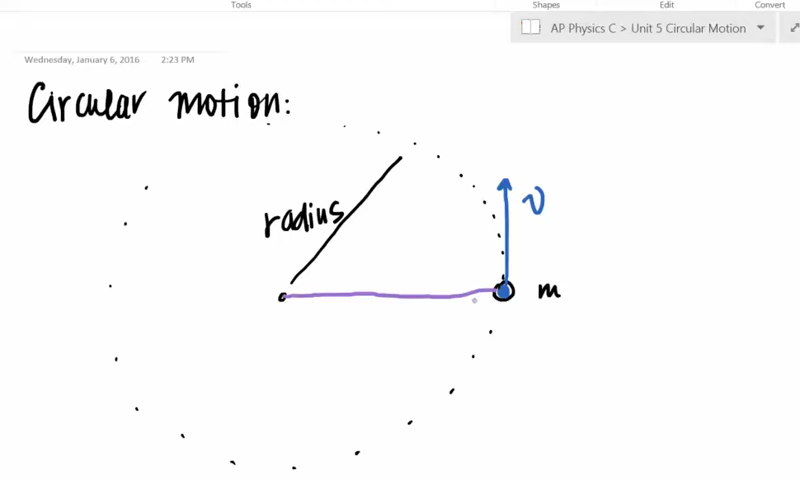 Tools Shapes Edit Convert
AP Physics C > Unit 5 Circular Motion
Wednesday, January 6, 2016 2:23 PM
Circular motion:
radius
v
m